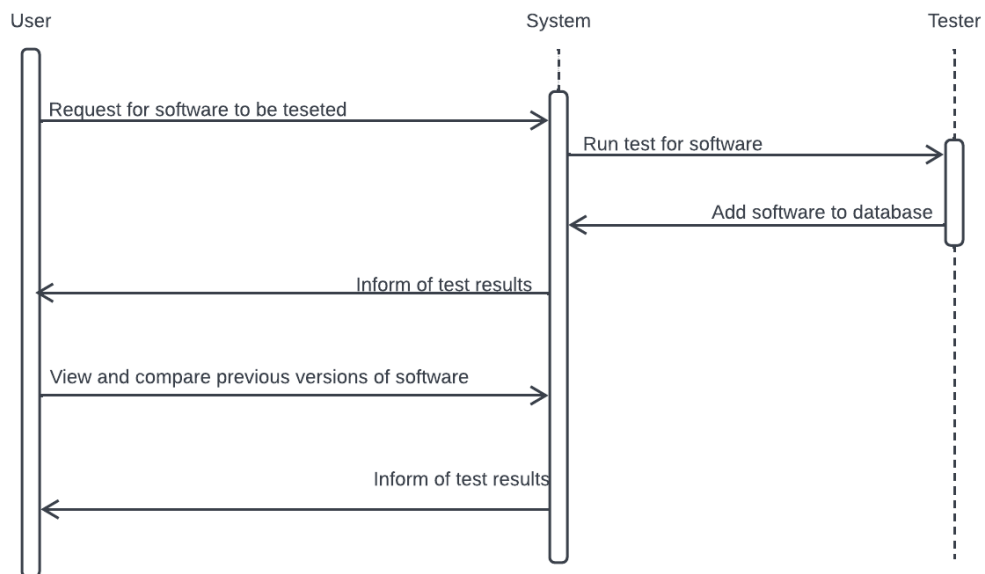 User
System
Tester
Request for software to be teseted
Run test for software
Add software to database
Inform of test results
View and compare previous versions of software
Inform of test results